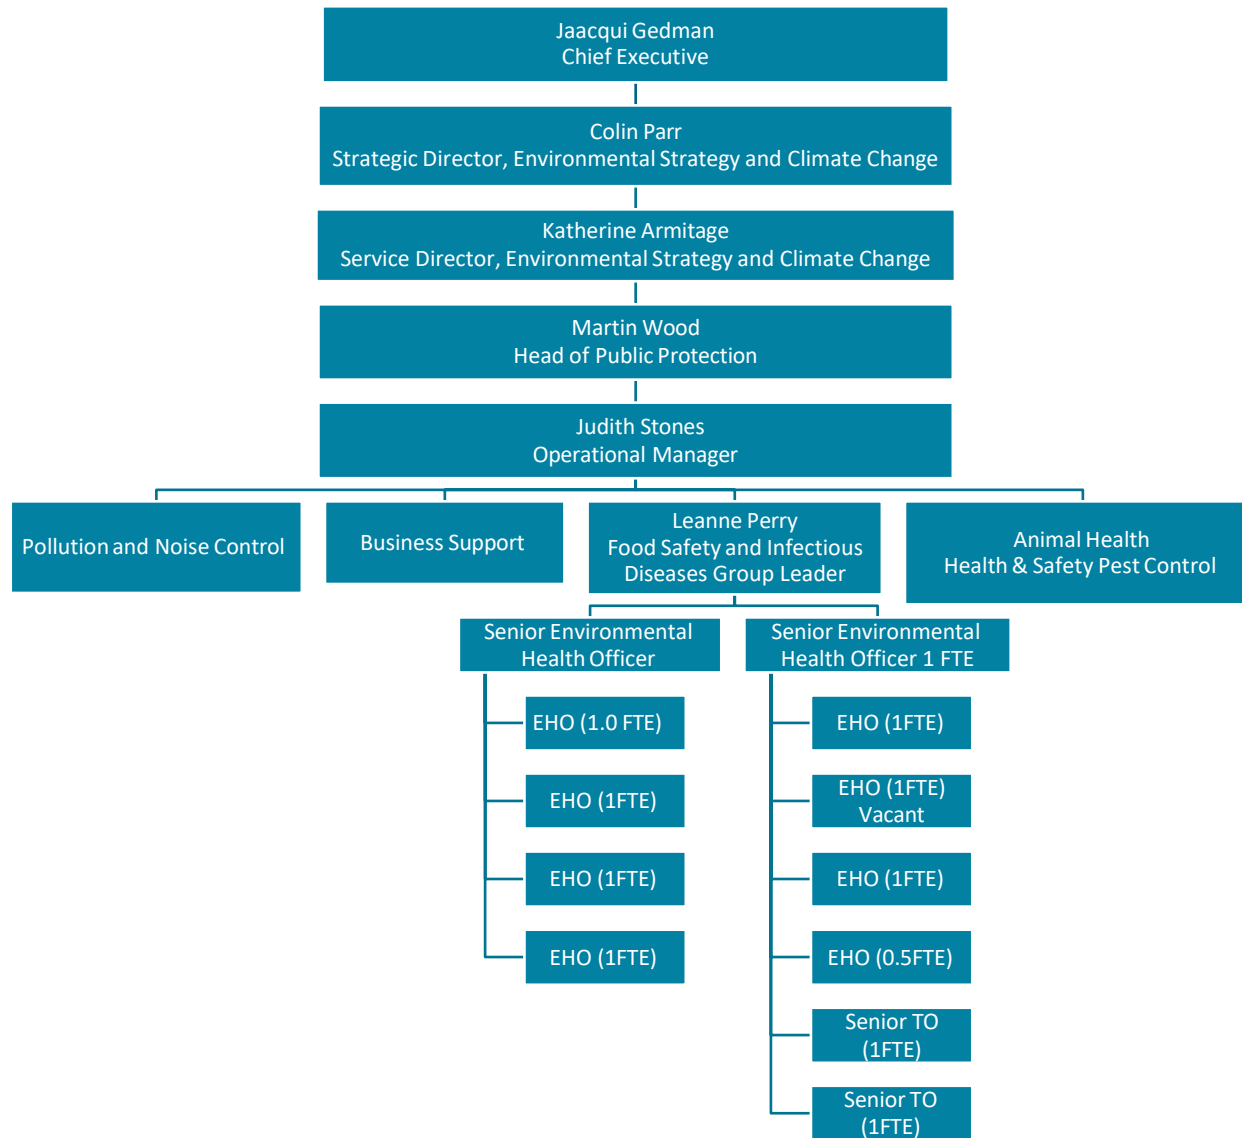 Jaacqui Gedman
Chief Executive
Colin Parr
Strategic Director, Environmental Strategy and Climate Change
Katherine Armitage
Service Director, Environmental Strategy and Climate Change
Martin Wood
Head of Public Protection
Judith Stones
Operational Manager
Pollution and Noise Control
Business Support
Leanne Perry
Food Safety and Infectious
Diseases Group Leader
Animal Health
Health & Safety Pest Control
Senior Environmental
Health Officer
Senior Environmental
Health Officer 1 FTE
EHO (1.0 FTE)
EHO (1FTE)
EHO (1FTE)
EHO (1FTE)
EHO (1FTE)
EHO (1FTE)
Vacant
EHO (1FTE)
EHO (0.5FTE)
Senior TO
(1FTE)
Senior TO
(1FTE)